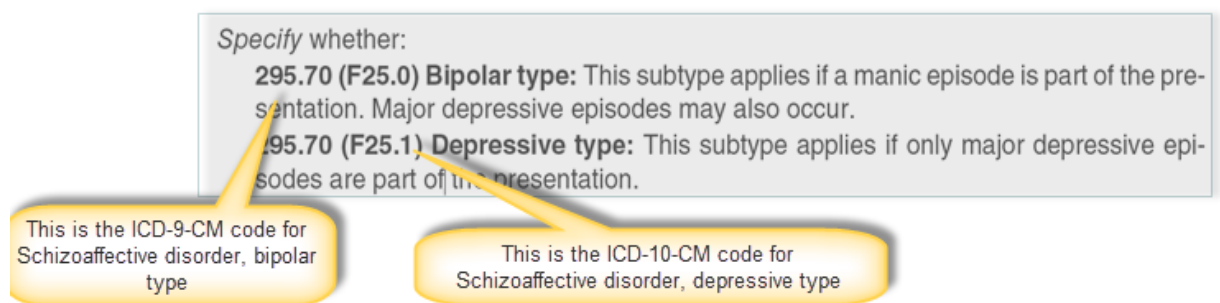 Specify whether:
295.70 (F25.0) Bipolar type: This subtype applies if a manic episode is part of the pre-
sentation. Major depressive episodes may also occur.
295.70 (F25.1) Depressive type: This subtype applies if only major depressive epi-
sodes are part of the presentation.
This is the ICD-9-CM code for
Schizoaffective disorder, bipolar
type
This is the ICD-10-CM code for
Schizoaffective disorder, depressive type